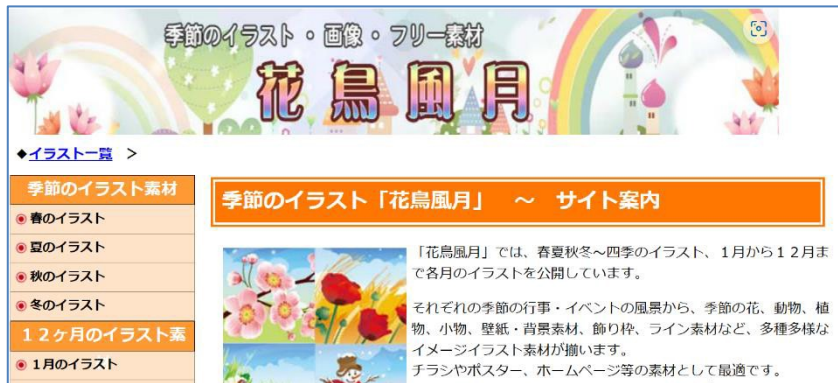 季節のイラスト・画像・フリー素材
花鳥風月
◆イラスト一覧 >
季節のイラスト素材
春のイラスト
夏のイラスト
秋のイラスト
冬のイラスト
12ヶ月のイラスト素
1月のイラスト
季節のイラスト「花鳥風月」 ~ サイト案内
「花鳥風月」では、春夏秋冬~四季のイラスト、1月から12月ま
で各月のイラストを公開しています。
それぞれの季節の行事・イベントの風景から、季節の花、動物、植
物、小物、壁紙・背景素材、飾り枠、ライン素材など、多種多様な
イメージイラスト素材が揃います。
チラシやポスター、ホームページ等の素材として最適です。